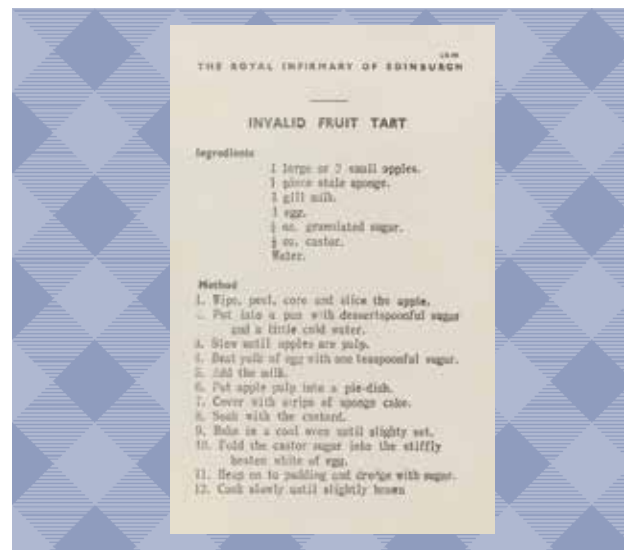 THE ROYAL INFIRMARY OF EDINBURGH
INVALID FRUIT TART
Ingredients
1 large or 2 small apples.
1 piece stale sponge.
1 gill milk.
1 egg.
oz. granulated sugar.
oz. castor.
Water.
Method
1. Wipe, peel, core and slice the apple.
Put into a pan with dessertspoonful sugar
and a little cold water.
Stew until apples are pulp.
4. Beat yolk of egg with one teaspoonful sugar.
5. Add the milk.
6. Put apple pulp into a pie-dish.
7. Cover with strips of sponge cake.
8. Soak with the custard.
9. Bake in a cool oven until slighty set.
10. Fold the castor sugar into the stiffly
beaten white of egg.
11. Heap on to pudding and dredge with sugar.
12. Cook slowly until slightly brown